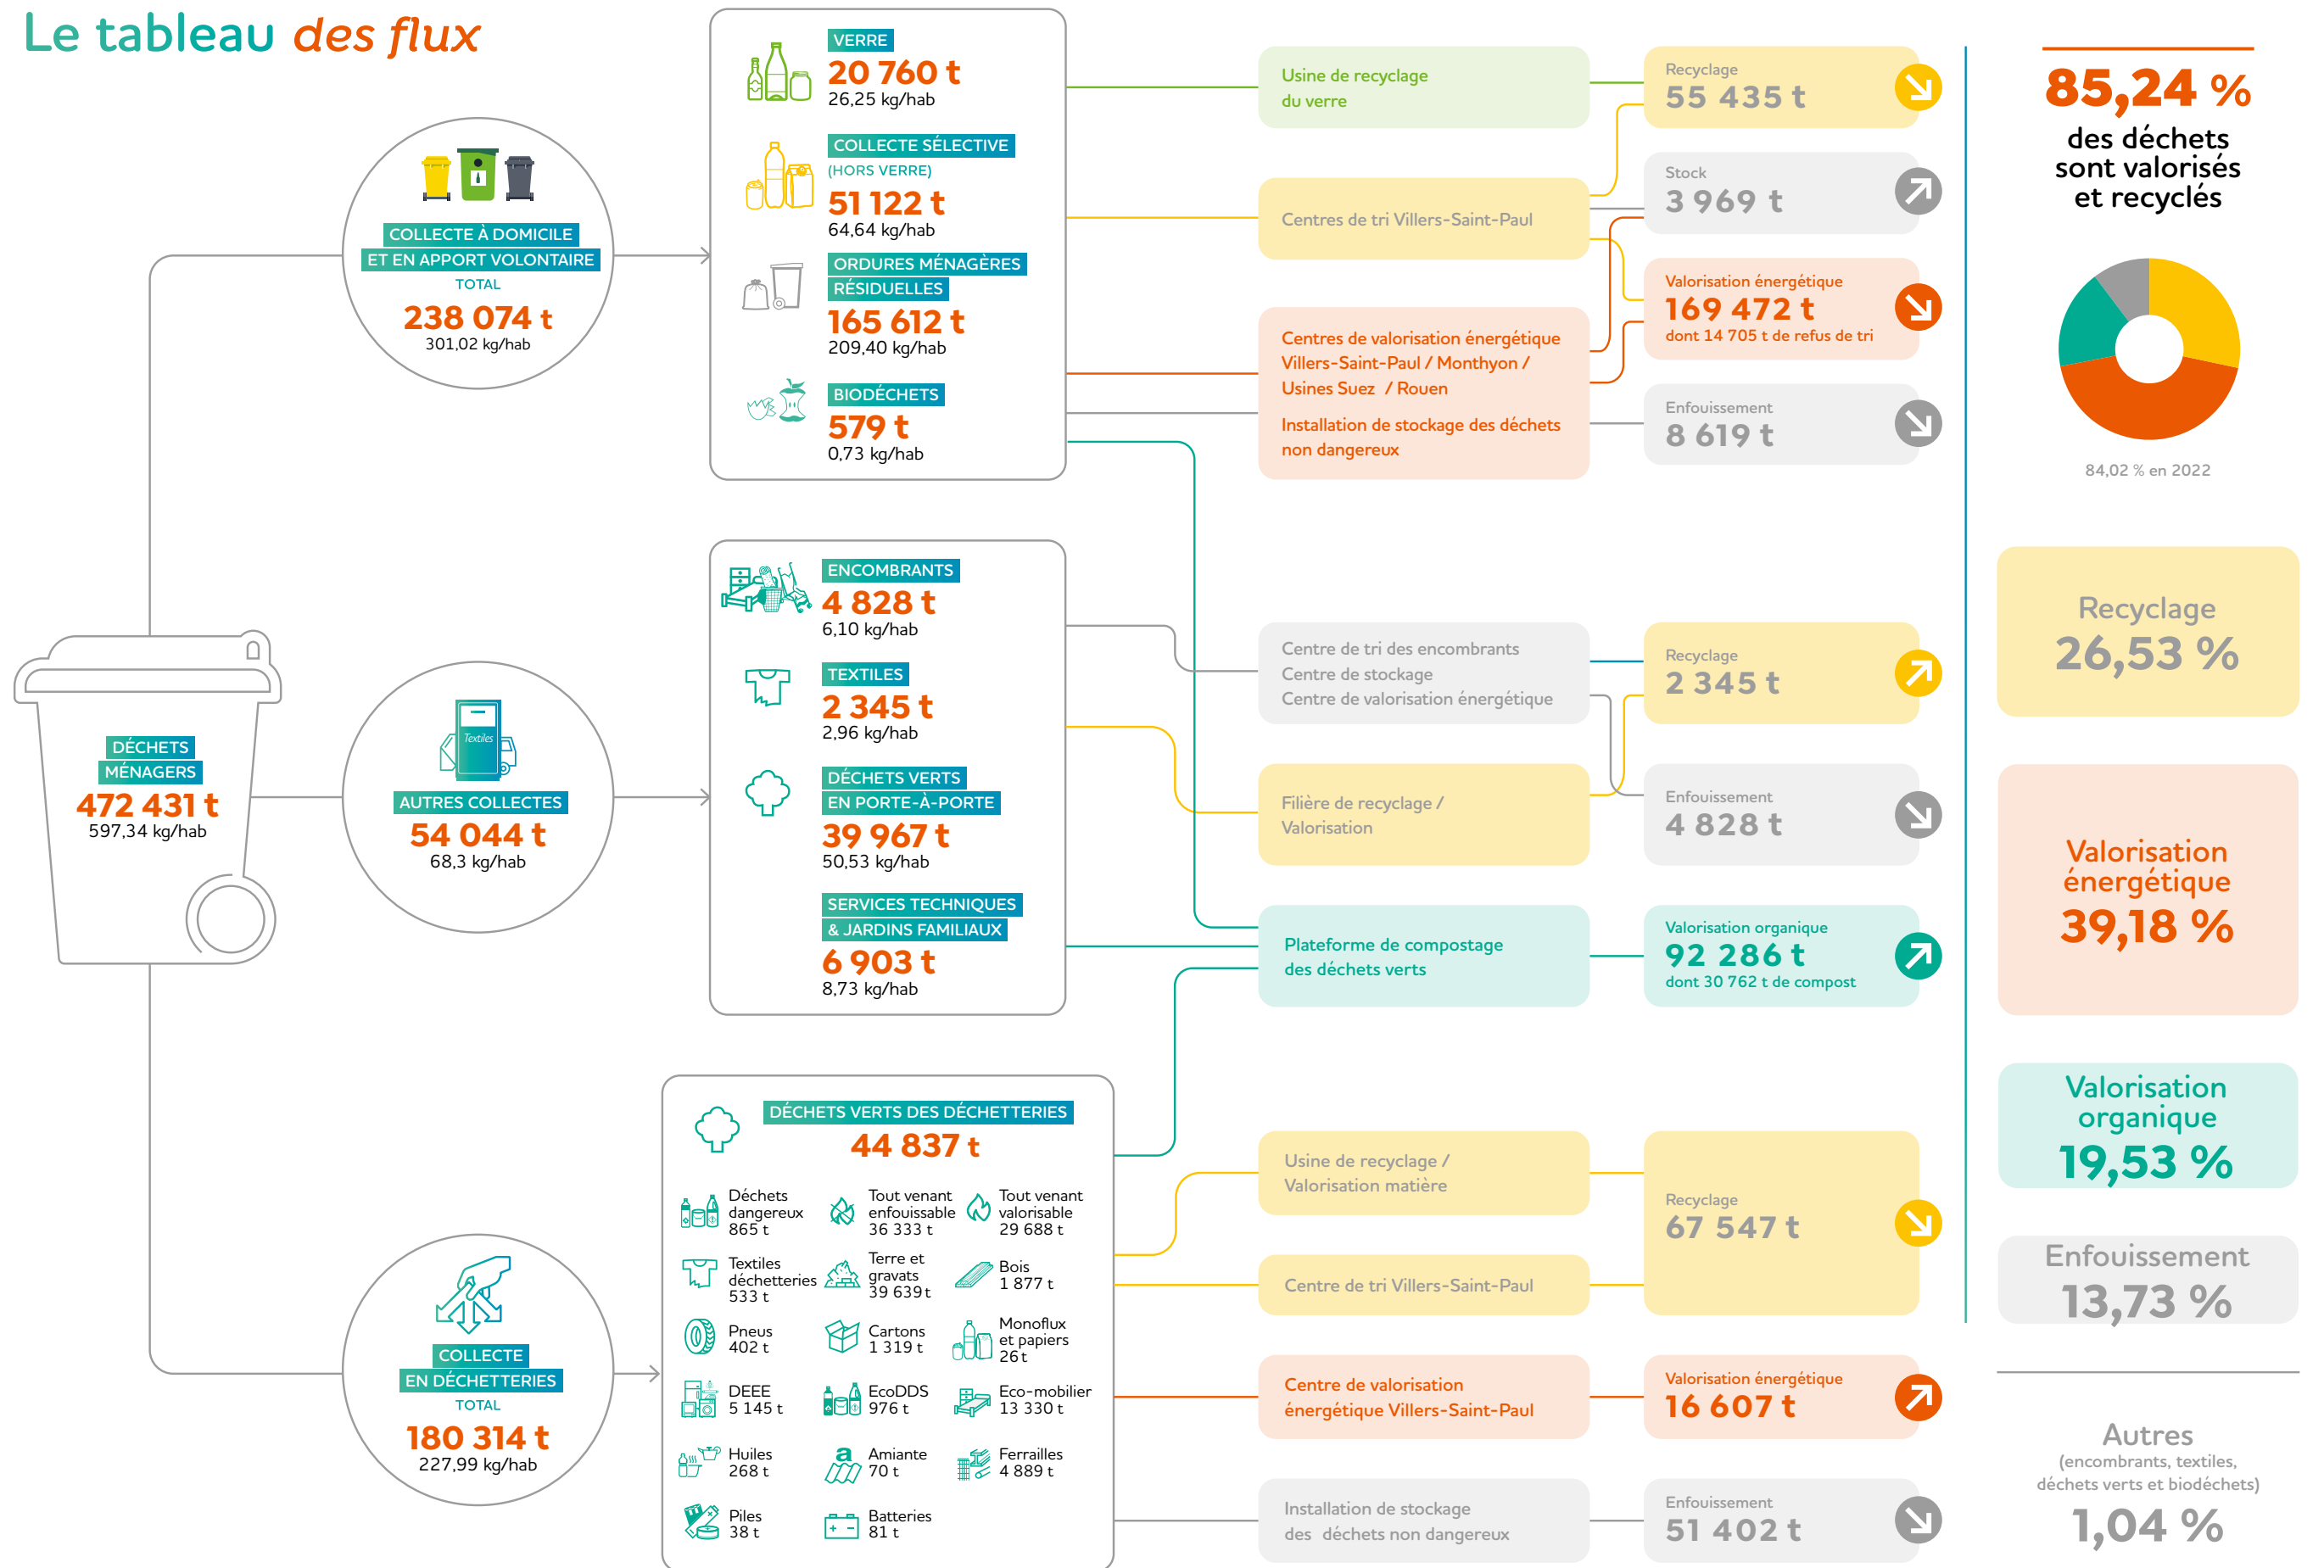 Le tableau des flux
DÉCHETS
MÉNAGERS
472 431 t
597,34 kg/hab
COLLECTE À DOMICILE
ET EN APPORT VOLONTAIRE
TOTAL
238 074 t
301,02 kg/hab
Textiles
AUTRES COLLECTES
54 044 t
68,3 kg/hab
COLLECTE
EN DÉCHETTERIES
TOTAL
180 314 t
227,99 kg/hab
VERRE
20 760 t
26,25 kg/hab
COLLECTE SÉLECTIVE
(HORS VERRE)
51 122 t
64,64 kg/hab
ORDURES MÉNAGÈRES
RÉSIDUELLES
165 612 t
209,40 kg/hab
BIODÉCHETS
579 t
0,73 kg/hab
ENCOMBRANTS
4 828 t
6,10 kg/hab
TEXTILES
2 345 t
2,96 kg/hab
DÉCHETS VERTS
EN PORTE-À-PORTE
39 967 t
50,53 kg/hab
SERVICES TECHNIQUES
& JARDINS FAMILIAUX
6 903 t
8,73 kg/hab
DÉCHETS VERTS DES DÉCHETTERIES
44 837 t
Déchets
dangereux
865 t
Tout venant
enfouissable
36 333 t
Tout venant
valorisable
29 688 t
Textiles
déchetteries
533 t
Terre et
gravats
39 639 t
Bois
1 877 t
Pneus
402 t
Cartons
1 319 t
Monoflux
et papiers
26 t
DEEE
5 145 t
EcoDDS
976 t
Eco-mobilier
13 330 t
Huiles
268 t
a
Amiante
70 t
Ferrailles
4 889 t
Piles
38 t
Batteries
81 t
Usine de recyclage
du verre
Centres de tri Villers-Saint-Paul
Centres de valorisation énergétique
Villers-Saint-Paul / Monthyon /
Usines Suez / Rouen
Installation de stockage des déchets
non dangereux
Centre de tri des encombrants
Centre de stockage
Centre de valorisation énergétique
Filière de recyclage /
Valorisation
Plateforme de compostage
des déchets verts
Usine de recyclage /
Valorisation matière
Centre de tri Villers-Saint-Paul
Centre de valorisation
énergétique Villers-Saint-Paul
Installation de stockage
des déchets non dangereux
Recyclage
55 435 t
Stock
3 969 t
Valorisation énergétique
169 472 t
dont 14 705 t de refus de tri
Enfouissement
8 619 t
Recyclage
2 345 t
Enfouissement
4 828 t
Valorisation organique
92 286 t
dont 30 762 t de compost
Recyclage
67 547 t
Valorisation énergétique
16 607 t
Enfouissement
51 402 t
85,24 %
des déchets
sont valorisés
et recyclés
84,02 % en 2022
Recyclage
26,53 %
Valorisation
énergétique
39,18 %
Valorisation
organique
19,53 %
Enfouissement
13,73 %
Autres
(encombrants, textiles,
déchets verts et biodéchets)
1,04 %